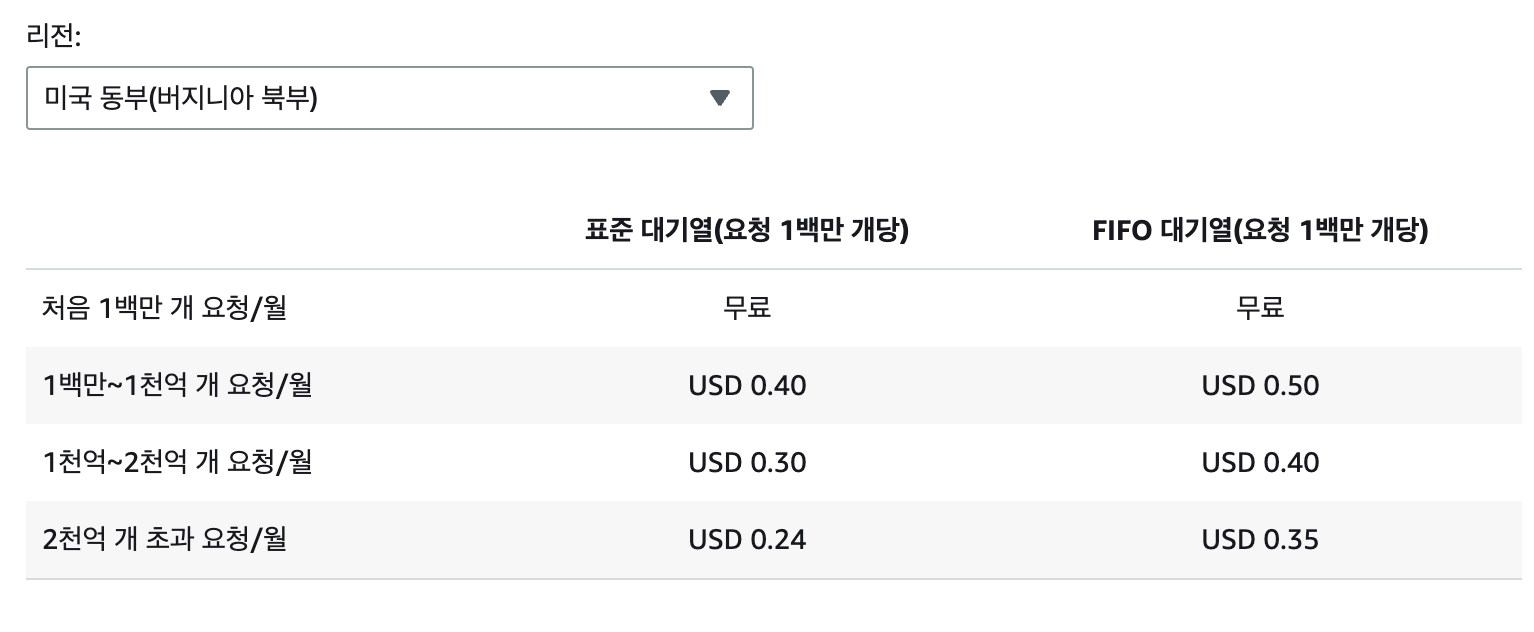 리전:
미국 동부(버지니아 북부)
표준 대기열(요청 1백만 개당) FIFO 대기열(요청 1백만 개당)
처음 1백만 개 요청/월 무료 무료
1백만~1천억 개 요청/월 USD 0.40 USD 0.50
1천억~2천억 개 요청/월 USD 0.30 USD 0.40
2천억 개 초과 요청/월 USD 0.24 USD 0.35